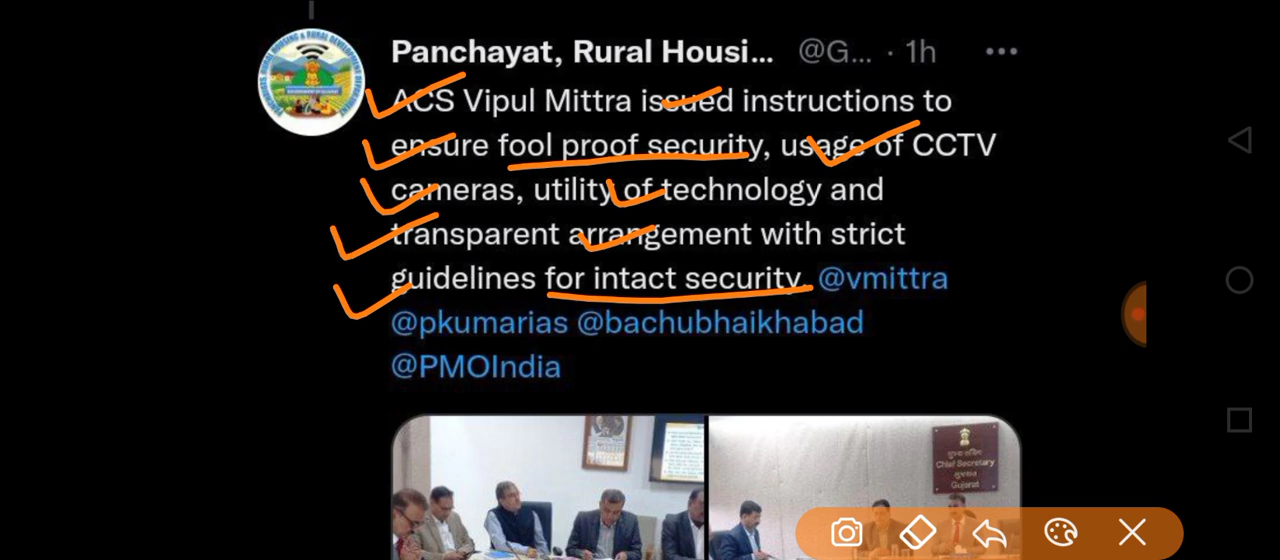 Panchayat, Rural Housi... @G... · 1h
ACS Vipul Mittra issued instructions to
ensure fool proof security, usage of CCTV
cameras, utility of technology and
transparent arrangement with strict
guidelines for intact security. @vmittra
@pkumarias @bachubhaikhabad
@PMOIndia
Chief Secretary
Gujarat